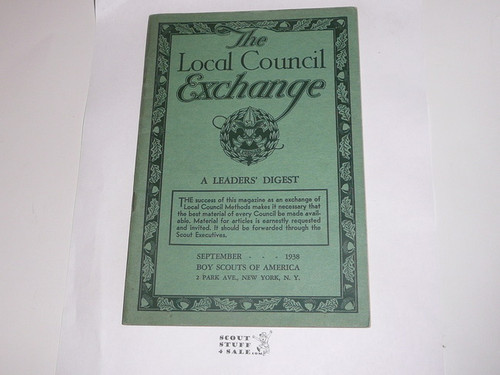 The
Local Council
Exchange
A LEADERS' DIGEST
THE success of this magazine as an exchange of
Local Council Methods makes it necessary that
the best material of every Council be made avail-
able. Material for articles is earnestly requested
and invited. It should be forwarded through the
Scout Executives.
SEPTEMBER . . . 1938
BOY SCOUTS OF AMERICA
2 PARK AVE., NEW YORK, N. Y.
SCOUT
STUFF
4 SALE.com